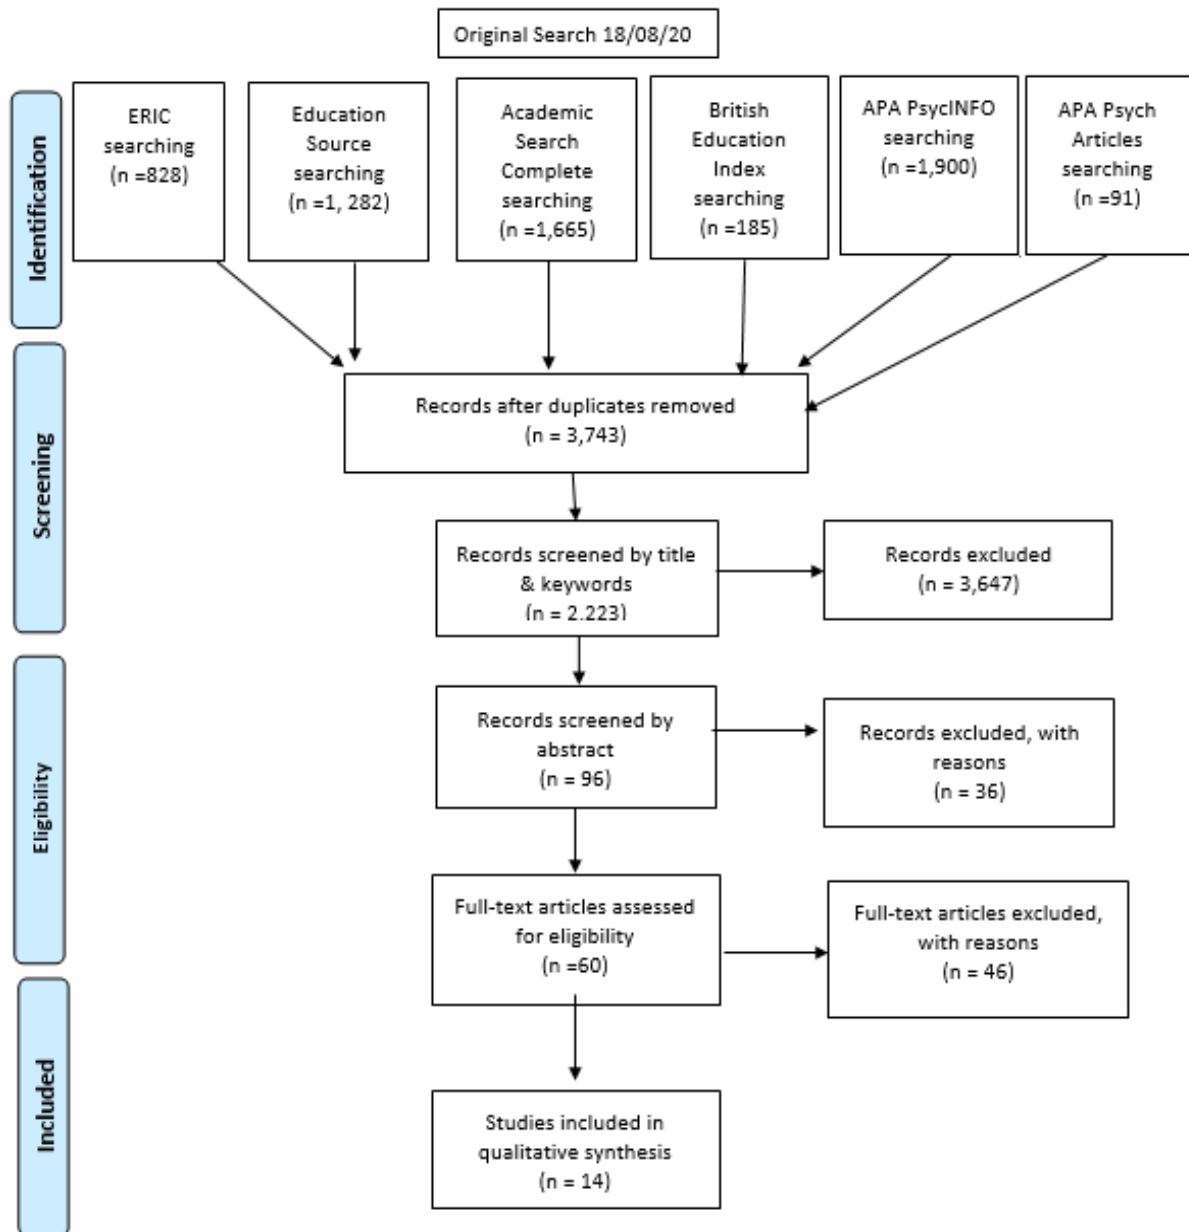 Original Search 18/08/20
Identification
ERIC
searching
(n =828)
Education
Source
searching
(n =1, 282)
Academic
Search
Complete
searching
(n =1,665)
British
Education
Index
searching
(n =185)
APA PsycINFO
searching
(n =1,900)
APA Psych
Articles
searching
(n =91)
Screening
Records after duplicates removed
(n = 3,743)
Records screened by title
& keywords
(n = 2.223)
Records excluded
(n = 3,647)
Eligibility
Records screened by
abstract
(n = 96)
Records excluded, with
reasons
(n = 36)
Full-text articles assessed
for eligibility
(n =60)
Full-text articles excluded,
with reasons
(n = 46)
Included
Studies included in
qualitative synthesis
(n = 14)